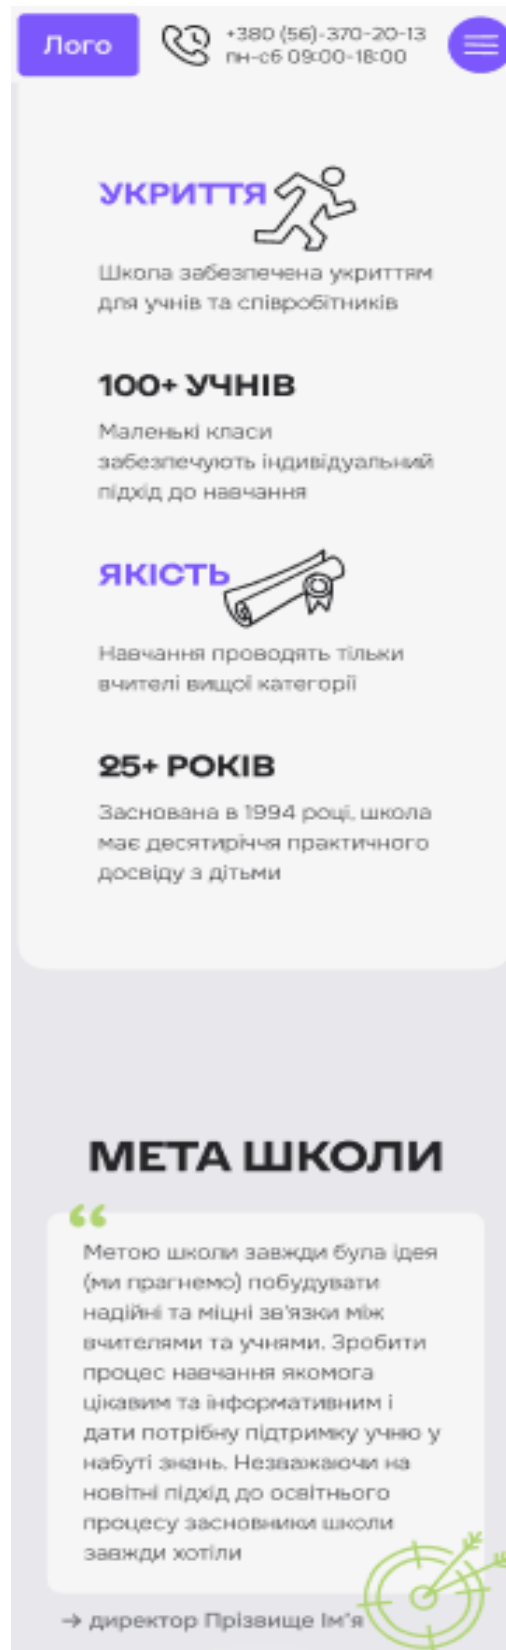 Лого
+380 (56)-370-20-13
пн-сб 09:00-18:00
УКРИТТЯ
Школа забезпечена укриттям
для учнів та співробітників
100+ УЧНІВ
Маленькі класи
забезпечують індивідуальний
підхід до навчання
ЯКІСТЬ
Навчання проводять тільки
вчителі вищої категорії
25+ РОКІВ
Заснована в 1994 році, школа
має десятиріччя практичного
досвіду з дітьми
МЕТА ШКОЛИ
“
Метою школи завжди була ідея
(ми прагнемо) побудувати
надійні та міцні зв'язки між
вчителями та учнями. Зробити
процес навчання якомога
цікавим та інформативним і
дати потрібну підтримку учню у
набуті знань. Незважаючи на
новітні підхід до освітнього
процесу засновники школи
завжди хотіли
→ директор Прізвище Ім'я